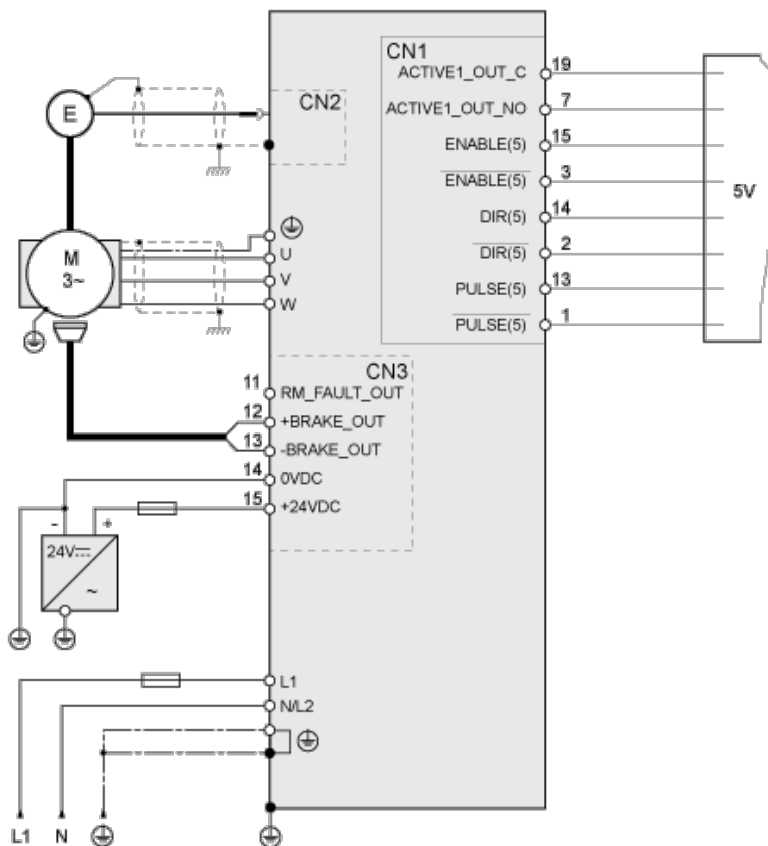 CN1
ACTIVE1_OUT_C 19
ACTIVE1_OUT_NO 7
ENABLE(5) 15
ENABLE(5) 3
DIR(5) 14
DIR(5) 2
PULSE(5) 13
PULSE(5) 1
5V
E
CN2
M
3~
U
V
W
CN3
11 RM_FAULT_OUT
12 +BRAKE_OUT
13 -BRAKE_OUT
14 0VDC
15 +24VDC
- +
24V
~
L1
N/L2
L1 N